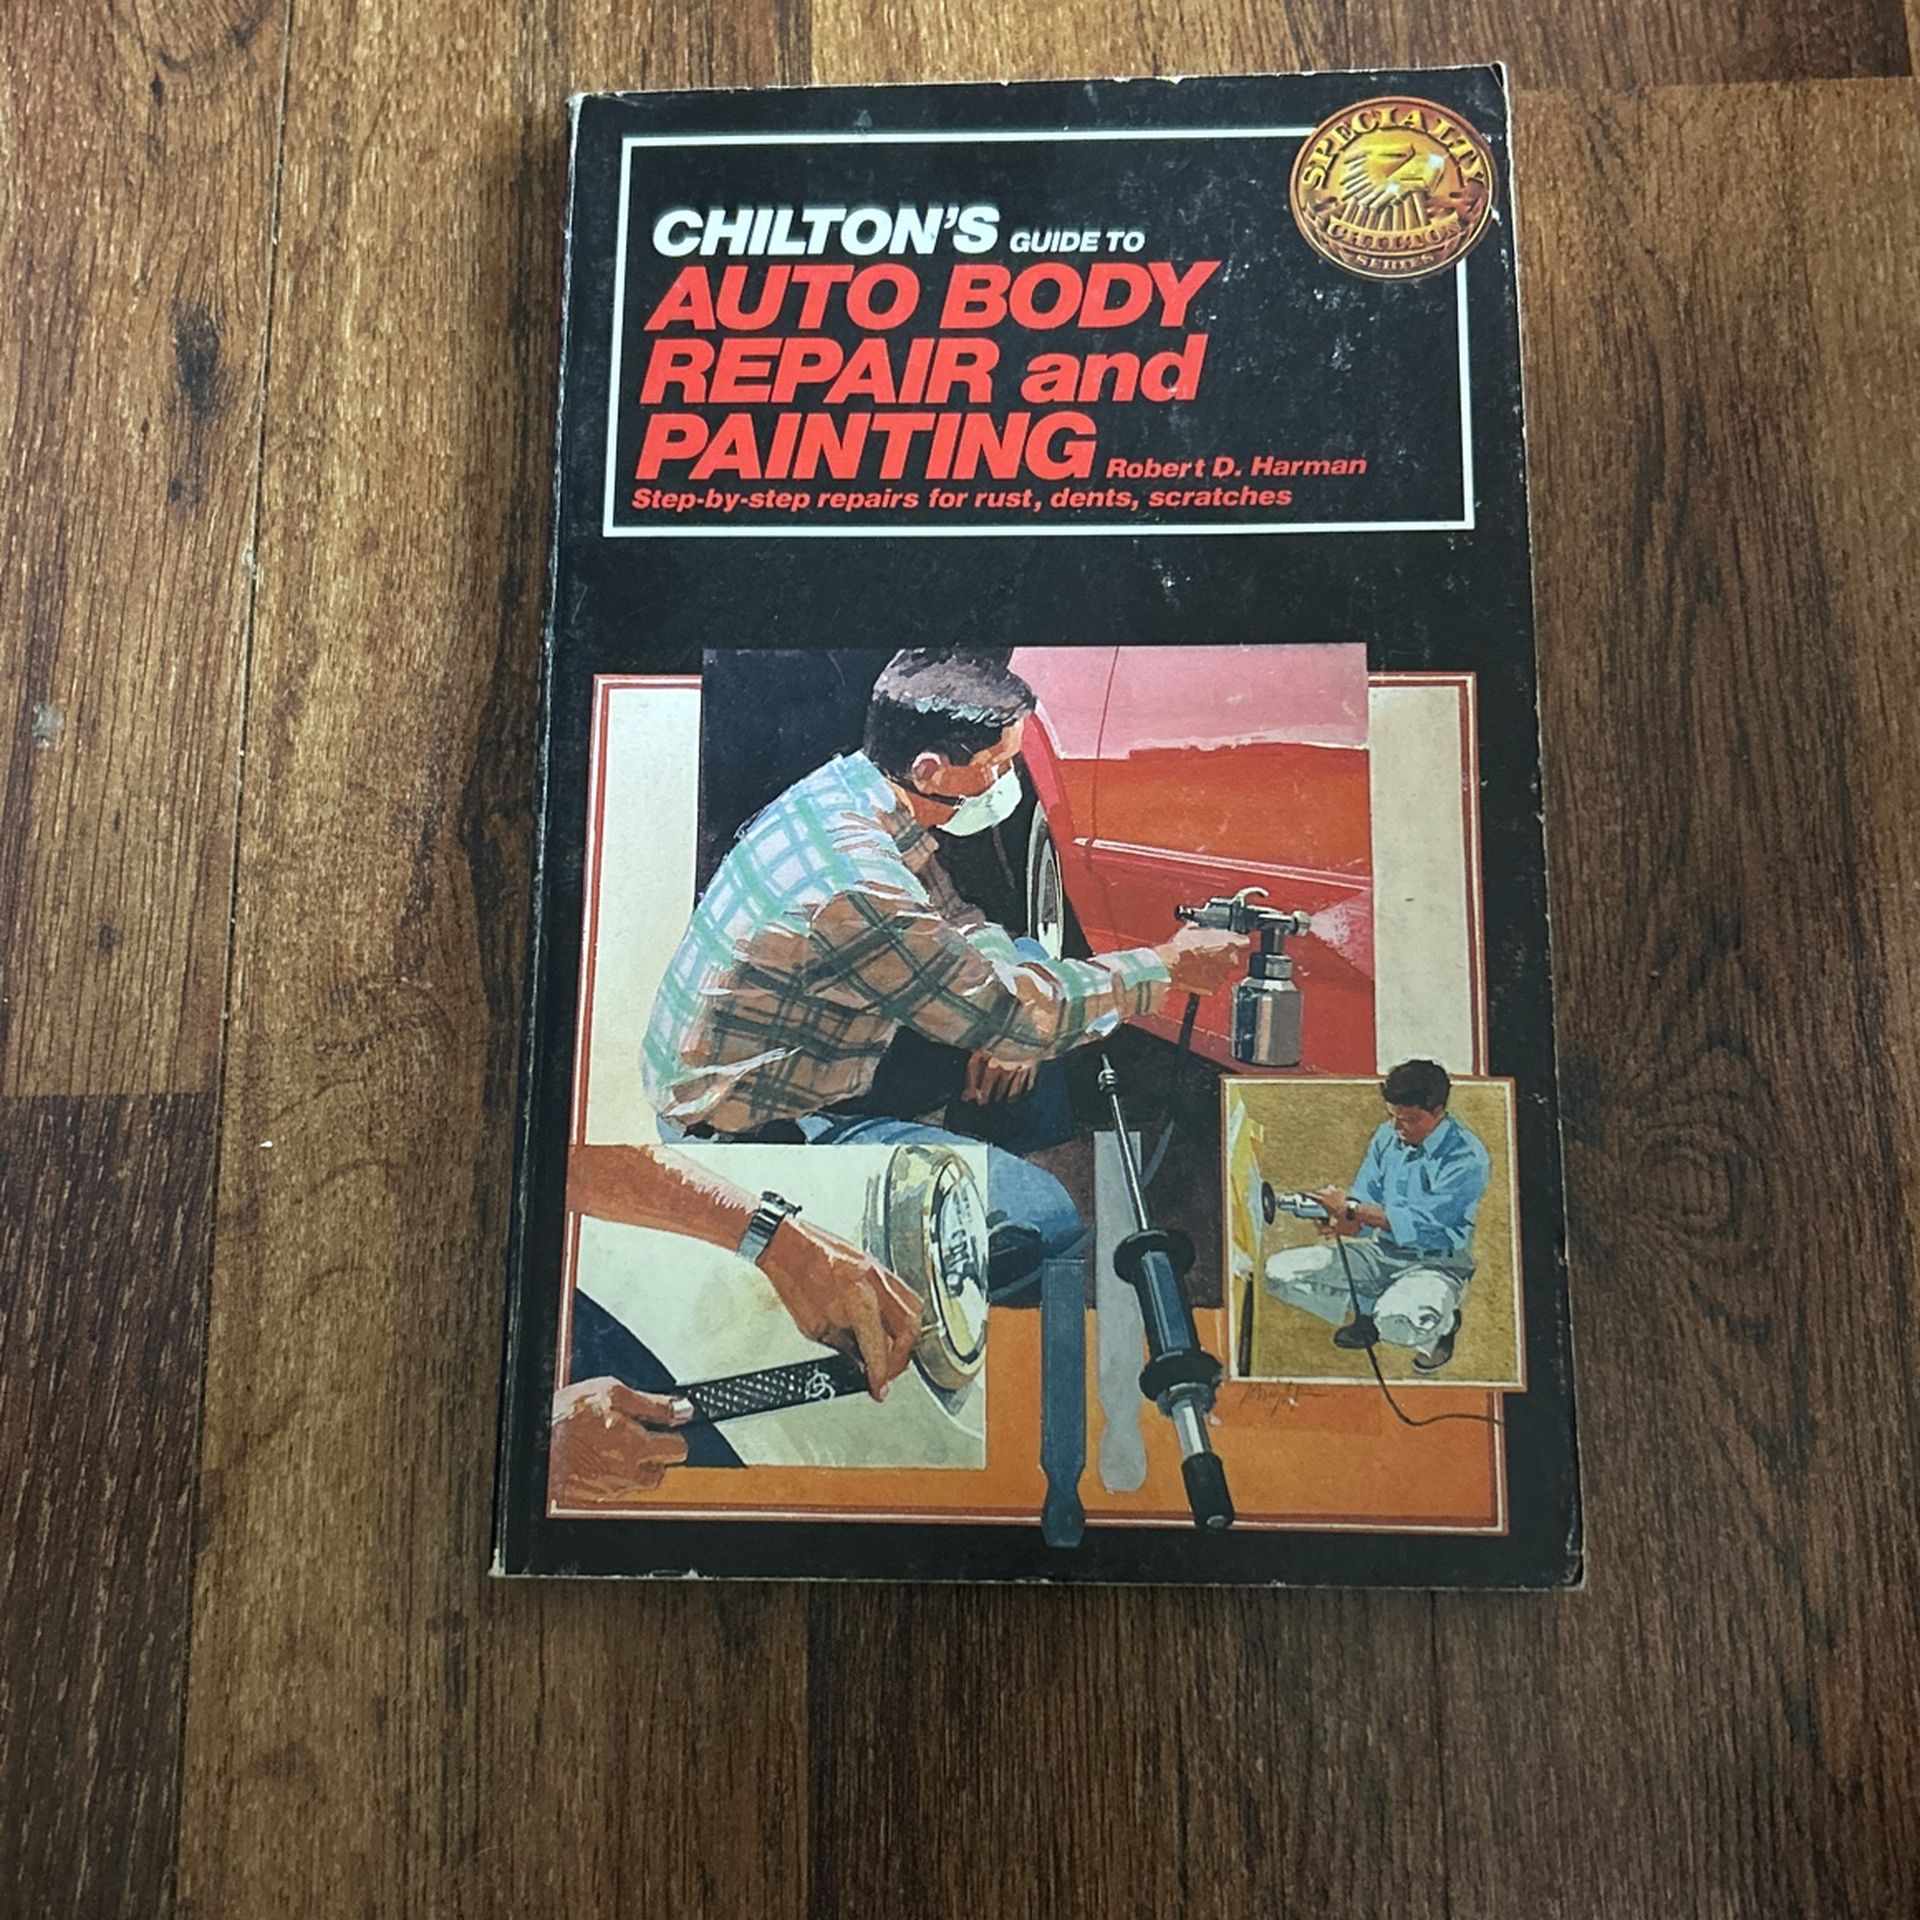 SPECIALTY
CHILTON
SERIES
CHILTON'S GUIDE TO
AUTO BODY
REPAIR and
PAINTING Robert D. Harman
Step-by-step repairs for rust, dents, scratches